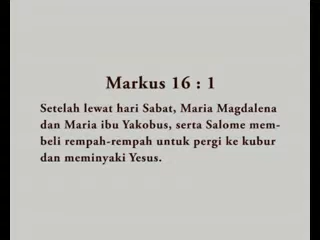 Markus 16 : 1
Setelah lewat hari Sabat, Maria Magdalena
dan Maria ibu Yakobus, serta Salome mem-
beli rempah-rempah untuk pergi ke kubur
dan meminyaki Yesus.